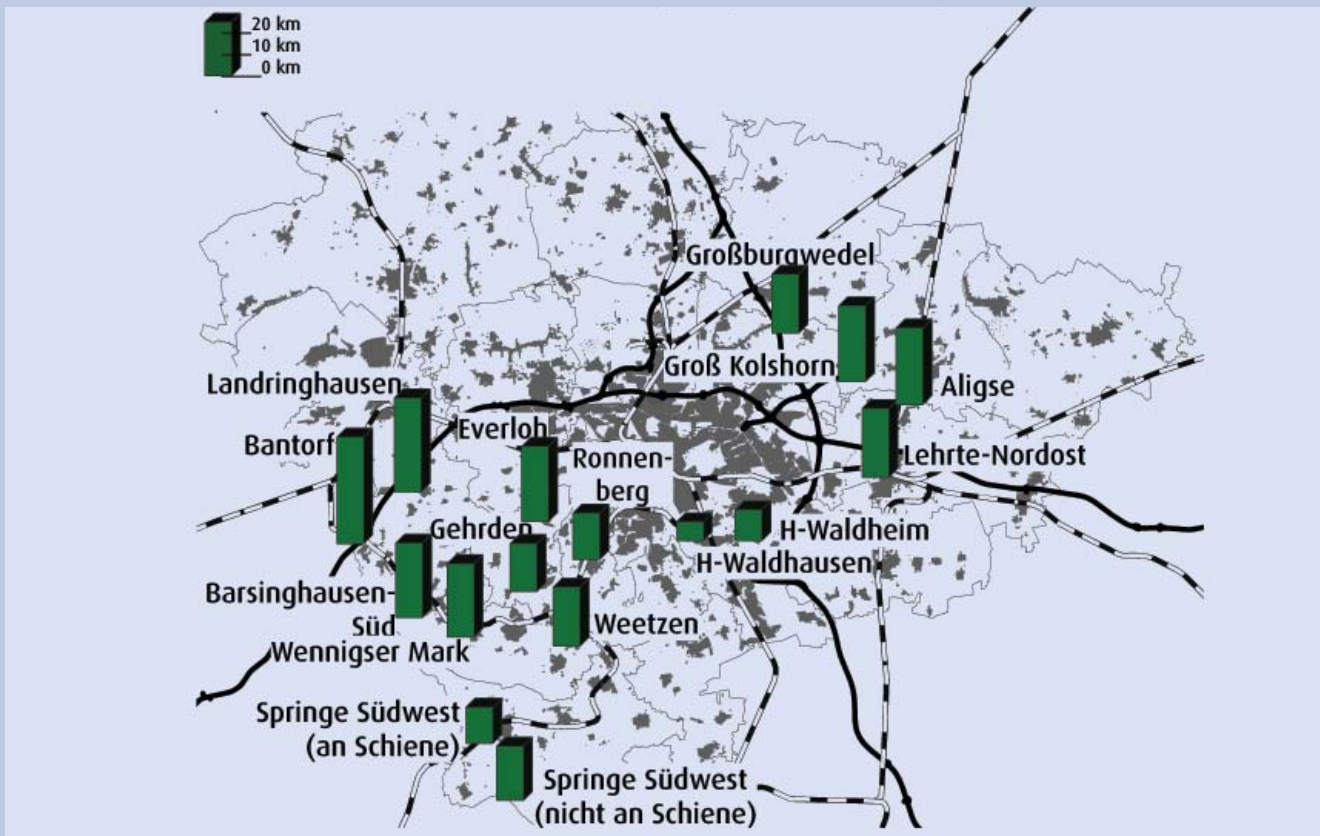 20 km
10 km
0 km
Großburgwedel
Groß Kolshorn
Aligse
Landringhausen
Everloh
Bantorf
Ronnen-
berg
Lehrte-Nordost
Gehrden
H-Waldheim
H-Waldhausen
Barsinghausen-
Süd
Weetzen
Wennigser Mark
Springe Südwest
(an Schiene)
Springe Südwest
(nicht an Schiene)